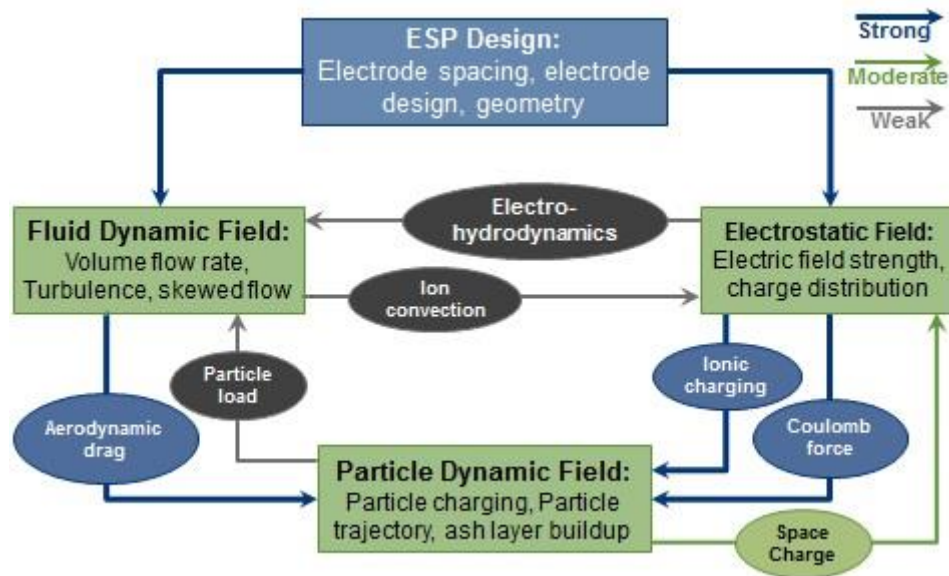 ESP Design:
Electrode spacing, electrode
design, geometry
Strong
Moderate
Weak
Electro-
hydrodynamics
Fluid Dynamic Field:
Volume flow rate,
Turbulence, skewed flow
Electrostatic Field:
Electric field strength,
charge distribution
Ion
convection
Particle
load
Ionic
charging
Aerodynamic
drag
Coulomb
force
Particle Dynamic Field:
Particle charging, Particle
trajectory, ash layer buildup
Space
Charge